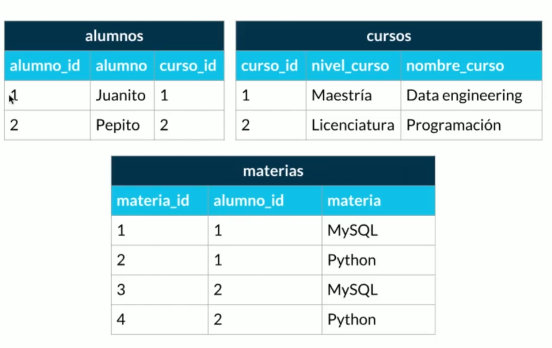 alumnos
alumno_id alumno curso_id
1 Juanito 1
2 Pepito 2
cursos
curso_id nivel_curso nombre_curso
1 Maestría Data engineering
2 Licenciatura Programación
materias
materia_id alumno_id materia
1 1 MySQL
2 1 Python
3 2 MySQL
4 2 Python